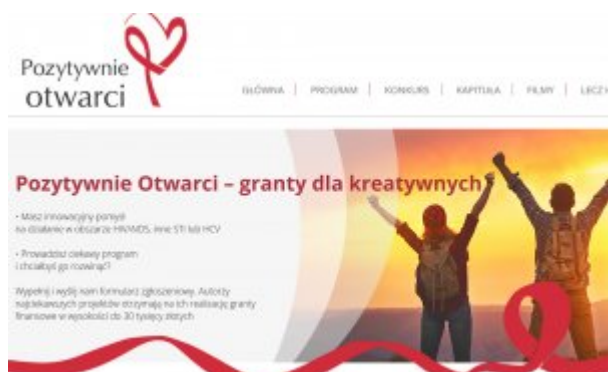 Pozytywnie
otwarci
GŁÓWNA | PROGRAM | KONKURS | KAPITUŁA | FILMY | LECZ
Pozytywnie Otwarci – granty dla kreatywnych
• Masz innowacyjny pomysł
na działanie w obszarze HIV/AIDS, inne STI lub HCV
• Prowadzisz ciekawy program
i chciałbyś go rozwinąć?
Wypełnij i wyślij nam formularz zgłoszeniowy. Autorzy
najciekawszych projektów otrzymają na ich realizację granty
finansowe w wysokości do 30 tysięcy złotych